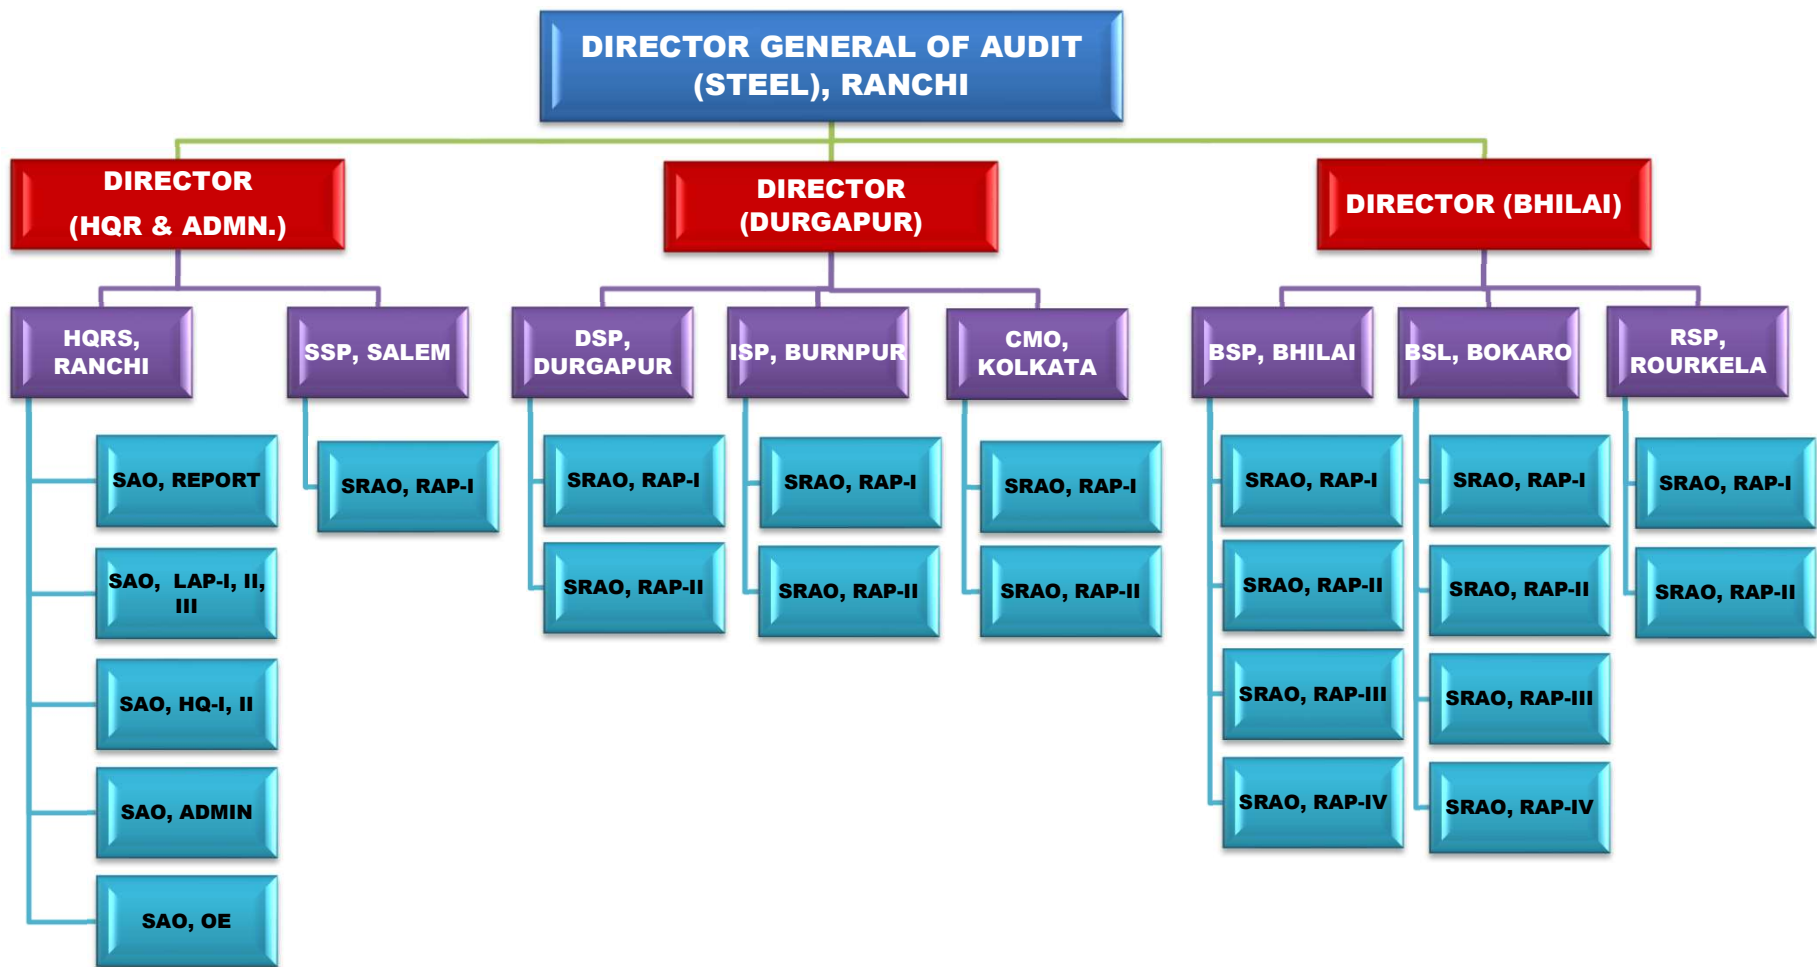 DIRECTOR GENERAL OF AUDIT
(STEEL), RANCHI
DIRECTOR
(HQR & ADMN.)
DIRECTOR
(DURGAPUR)
DIRECTOR (BHILAI)
HQRS,
RANCHI
SSP, SALEM
DSP,
DURGAPUR
ISP, BURNPUR
CMO,
KOLKATA
BSP, BHILAI
BSL, BOKARO
RSP,
ROURKELA
SAO, REPORT
SAO, LAP-I, II,
III
SAO, HQ-I, II
SAO, ADMIN
SAO, OE
SRAO, RAP-I
SRAO, RAP-I
SRAO, RAP-II
SRAO, RAP-I
SRAO, RAP-II
SRAO, RAP-I
SRAO, RAP-II
SRAO, RAP-I
SRAO, RAP-II
SRAO, RAP-III
SRAO, RAP-IV
SRAO, RAP-I
SRAO, RAP-II
SRAO, RAP-III
SRAO, RAP-IV
SRAO, RAP-I
SRAO, RAP-II